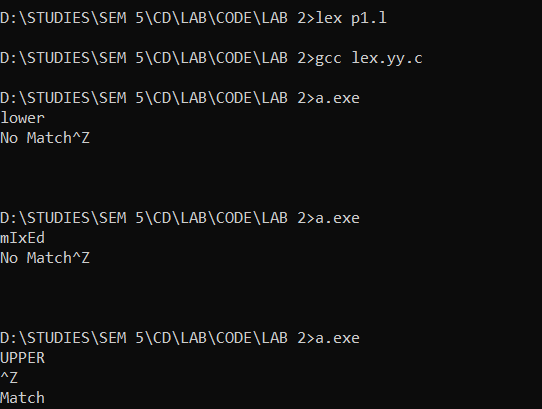 D:\STUDIES\SEM 5\CD\LAB\CODE\LAB 2>lex p1.l
D:\STUDIES\SEM 5\CD\LAB\CODE\LAB 2>gcc lex.yy.c
D:\STUDIES\SEM 5\CD\LAB\CODE\LAB 2>a.exe
lower
No Match^Z
D:\STUDIES\SEM 5\CD\LAB\CODE\LAB 2>a.exe
mIxEd
No Match^Z
D:\STUDIES\SEM 5\CD\LAB\CODE\LAB 2>a.exe
UPPER
^Z
Match